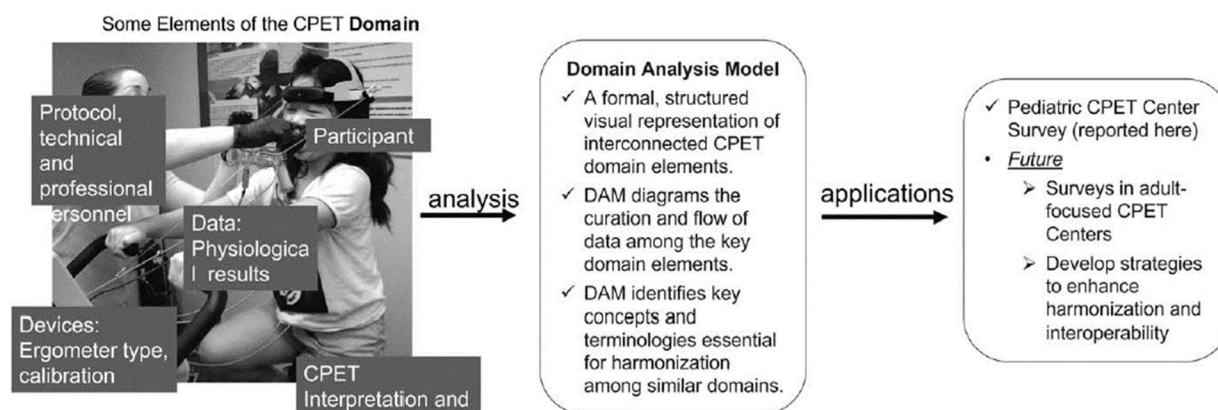 Some Elements of the CPET Domain
Protocol,
technical
and
professional
personnel
Participant
Data:
Physiologica
l results
Devices:
Ergometer type,
calibration
CPET
Interpretation and
analysis
Domain Analysis Model
✓ A formal, structured
visual representation of
interconnected CPET
domain elements.
✓ DAM diagrams the
curation and flow of
data among the key
domain elements.
✓ DAM identifies key
concepts and
terminologies essential
for harmonization
among similar domains.
applications
✓ Pediatric CPET Center
Survey (reported here)
• Future
➢ Surveys in adult-
focused CPET
Centers
➢ Develop strategies
to enhance
harmonization and
interoperability